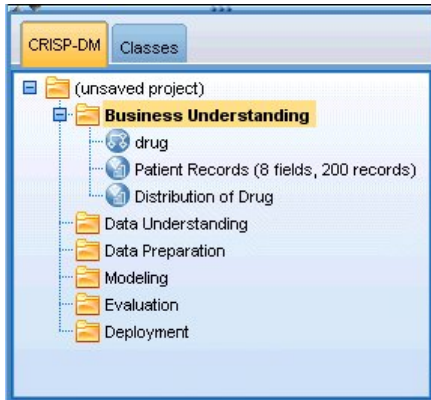 CRISP-DM Classes
(unsaved project)
Business Understanding
drug
Patient Records (8 fields, 200 records)
Distribution of Drug
Data Understanding
Data Preparation
Modeling
Evaluation
Deployment